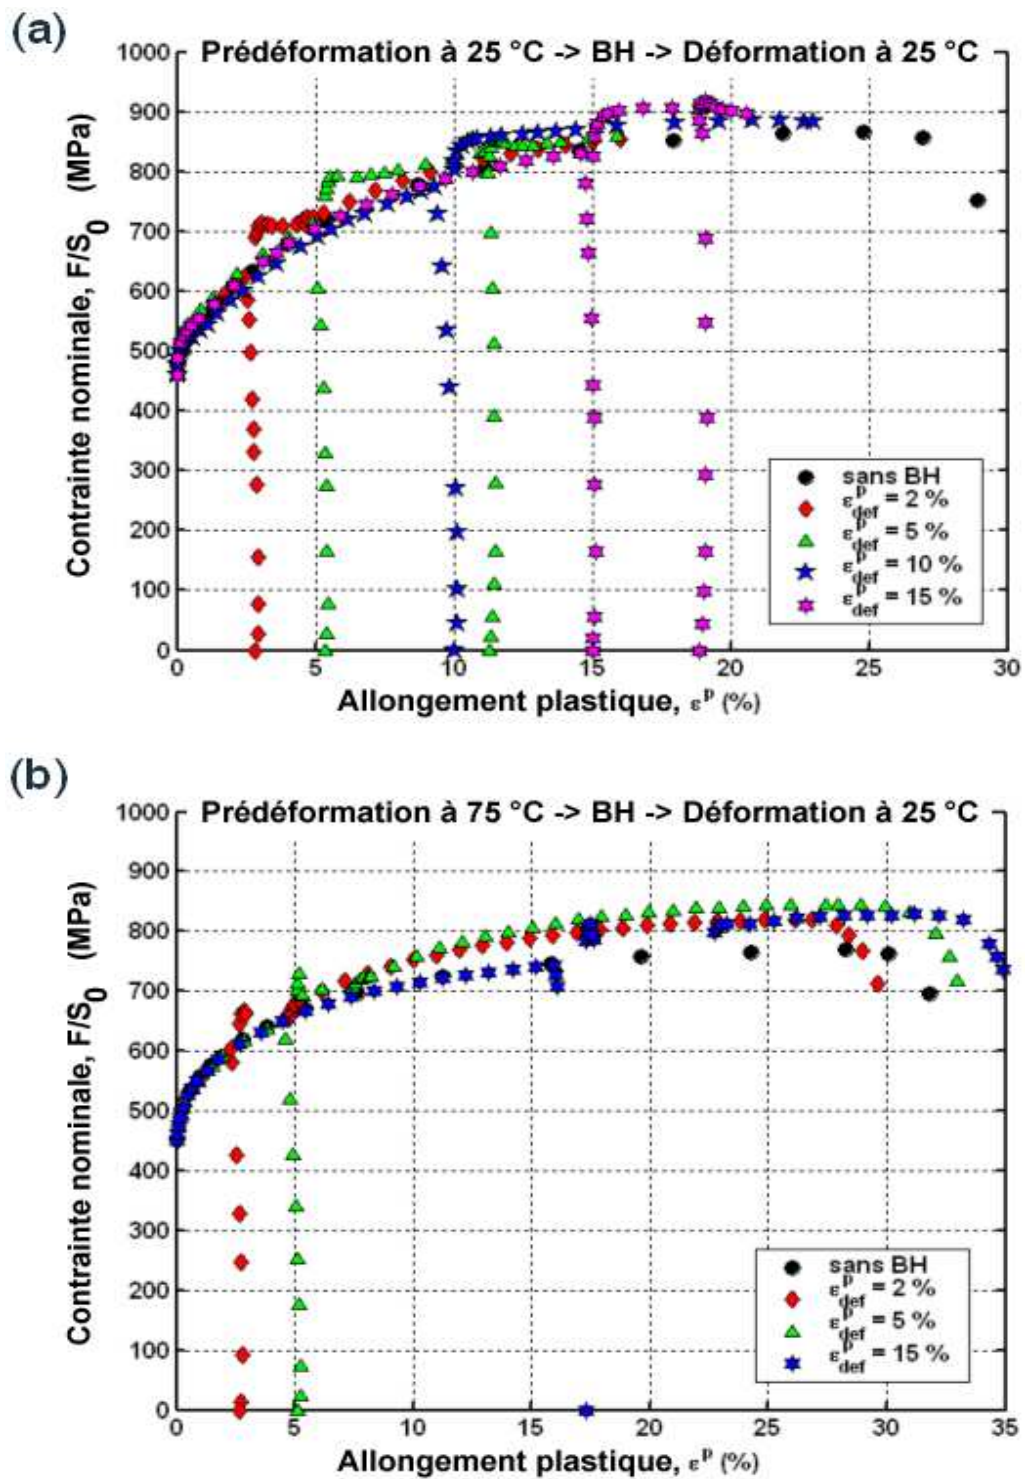 (a)
Prédéformation à 25 °C -> BH -> Déformation à 25 °C
Contrainte nominale, F/S0 (MPa)
1000
900
800
700
600
500
400
300
200
100
0
sans BH
εᵖdef = 2 %
εᵖdef = 5 %
εᵖdef = 10 %
εᵖdef = 15 %
0 5 10 15 20 25 30
Allongement plastique, εᵖ (%)
(b)
Prédéformation à 75 °C -> BH -> Déformation à 25 °C
Contrainte nominale, F/S0 (MPa)
1000
900
800
700
600
500
400
300
200
100
0
sans BH
εᵖdef = 2 %
εᵖdef = 5 %
εᵖdef = 15 %
0 5 10 15 20 25 30 35
Allongement plastique, εᵖ (%)